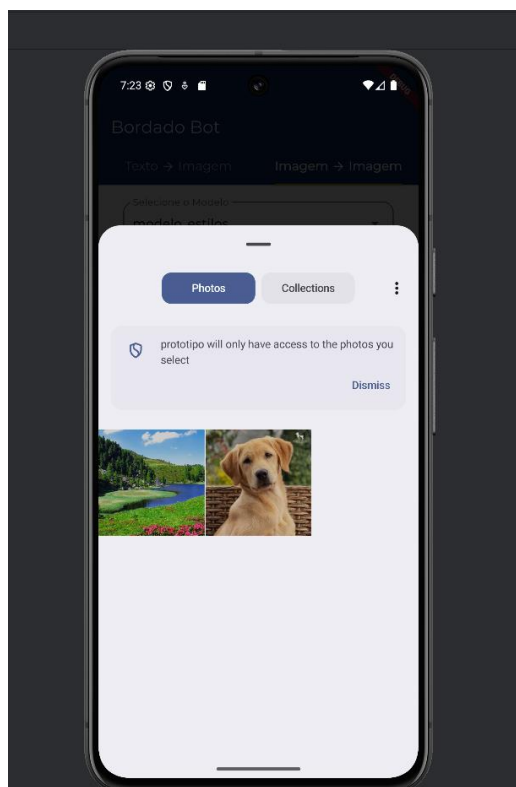 7:23
Bordado Bot
Texto → Imagem Imagem → Imagem
Selecione o Modelo
modelo_estilos
Photos Collections
prototipo will only have access to the photos you
select
Dismiss